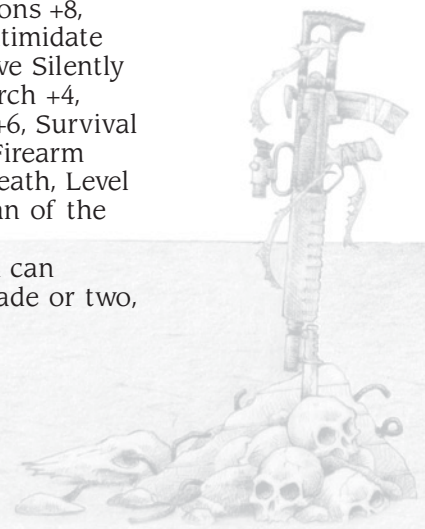 ons +8,
timidate
ve Silently
rch +4,
+6, Survival
Firearm
eath, Level
an of the
can
ade or two,